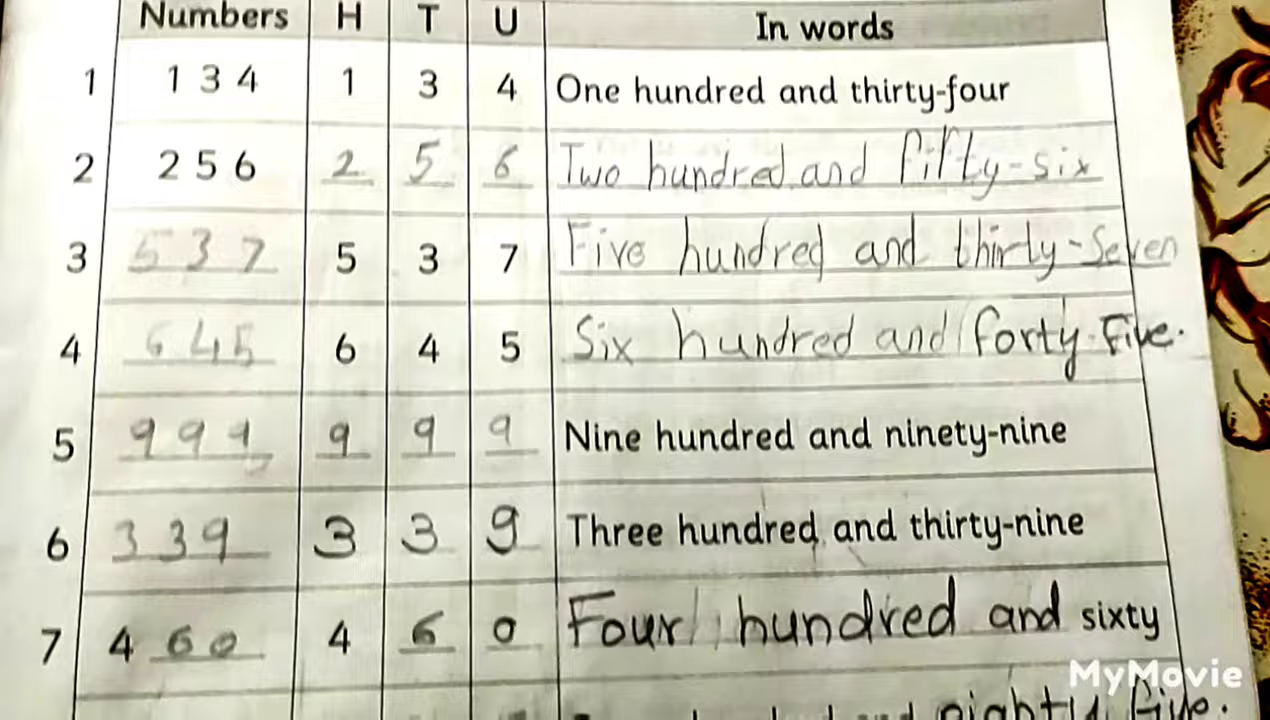 Numbers H T U In words
1 134 1 3 4 One hundred and thirty-four
2 256 2 5 6 Two hundred and fifty-six
3 537 5 3 7 Five hundred and thirty-Seven
4 645 6 4 5 Six hundred and forty-Five.
5 999 9 9 9 Nine hundred and ninety-nine
6 339 3 3 9 Three hundred and thirty-nine
7 460 4 6 0 Four hundred and sixty
MyMovie
eighty five.